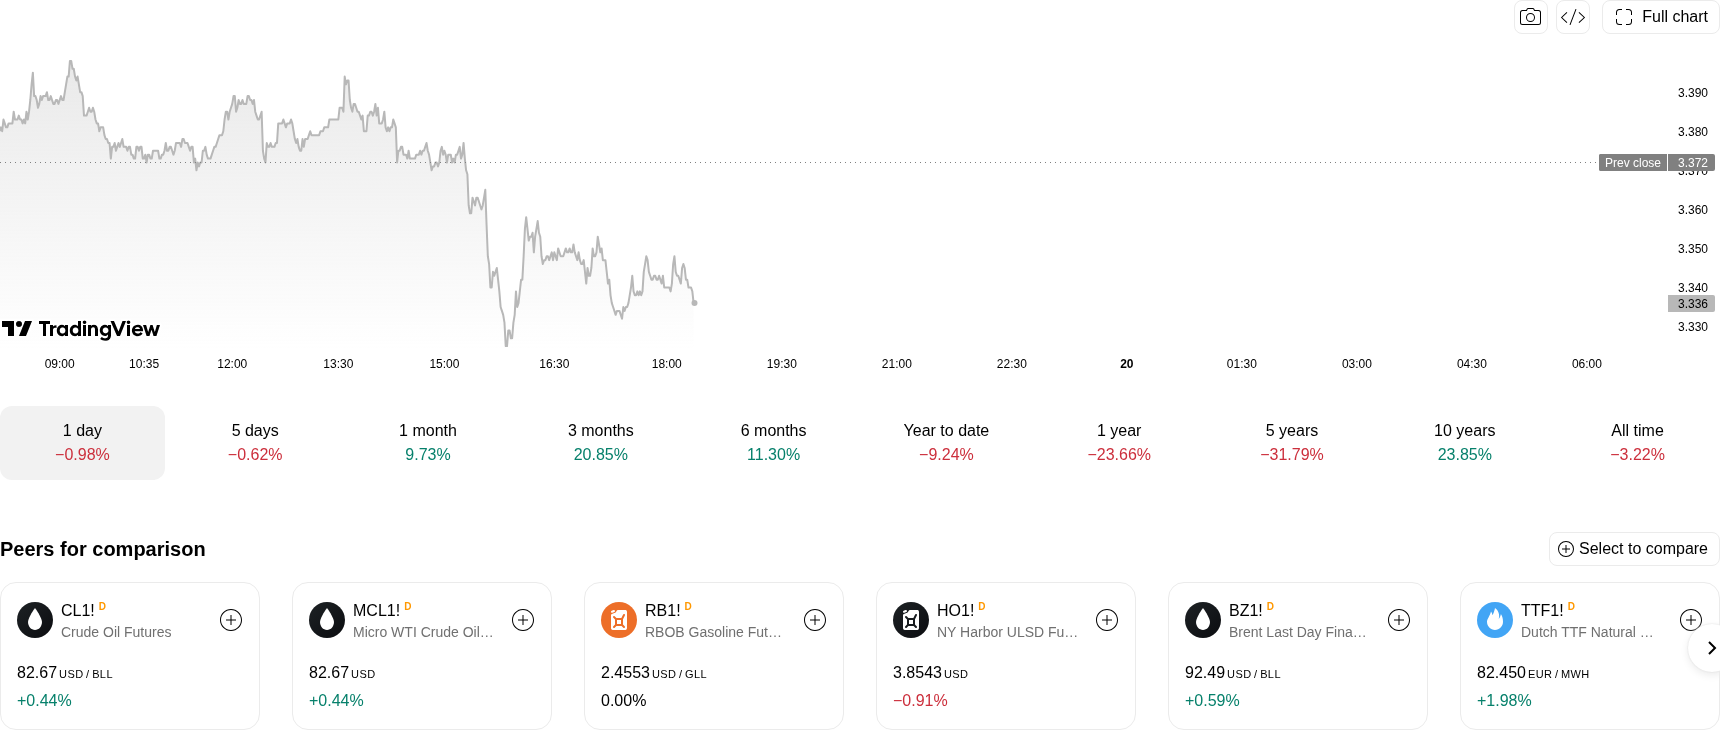 Full chart
3.390
3.380
Prev close 3.372
3.370
3.360
3.350
3.340
3.336
3.330
TradingView
09:00 10:35 12:00 13:30 15:00 16:30 18:00 19:30 21:00 22:30 20 01:30 03:00 04:30 06:00
1 day 5 days 1 month 3 months 6 months Year to date 1 year 5 years 10 years All time
−0.98% −0.62% 9.73% 20.85% 11.30% −9.24% −23.66% −31.79% 23.85% −3.22%
Peers for comparison
Select to compare
CL1! D
Crude Oil Futures
82.67 USD / BLL
+0.44%
MCL1! D
Micro WTI Crude Oil…
82.67 USD
+0.44%
RB1! D
RBOB Gasoline Fut…
2.4553 USD / GLL
0.00%
HO1! D
NY Harbor ULSD Fu…
3.8543 USD
−0.91%
BZ1! D
Brent Last Day Fina…
92.49 USD / BLL
+0.59%
TTF1! D
Dutch TTF Natural …
82.450 EUR / MWH
+1.98%